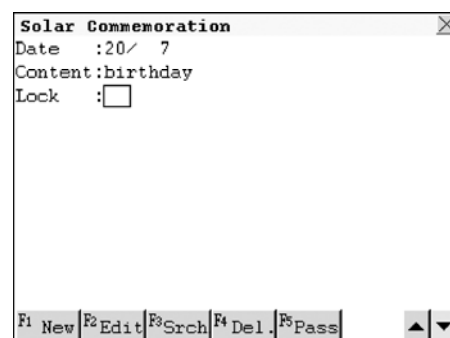 Solar Commemoration
Date :20/ 7
Content:birthday
Lock :
F1 New F2 Edit F3 Srch F4 Del. F5 Pass